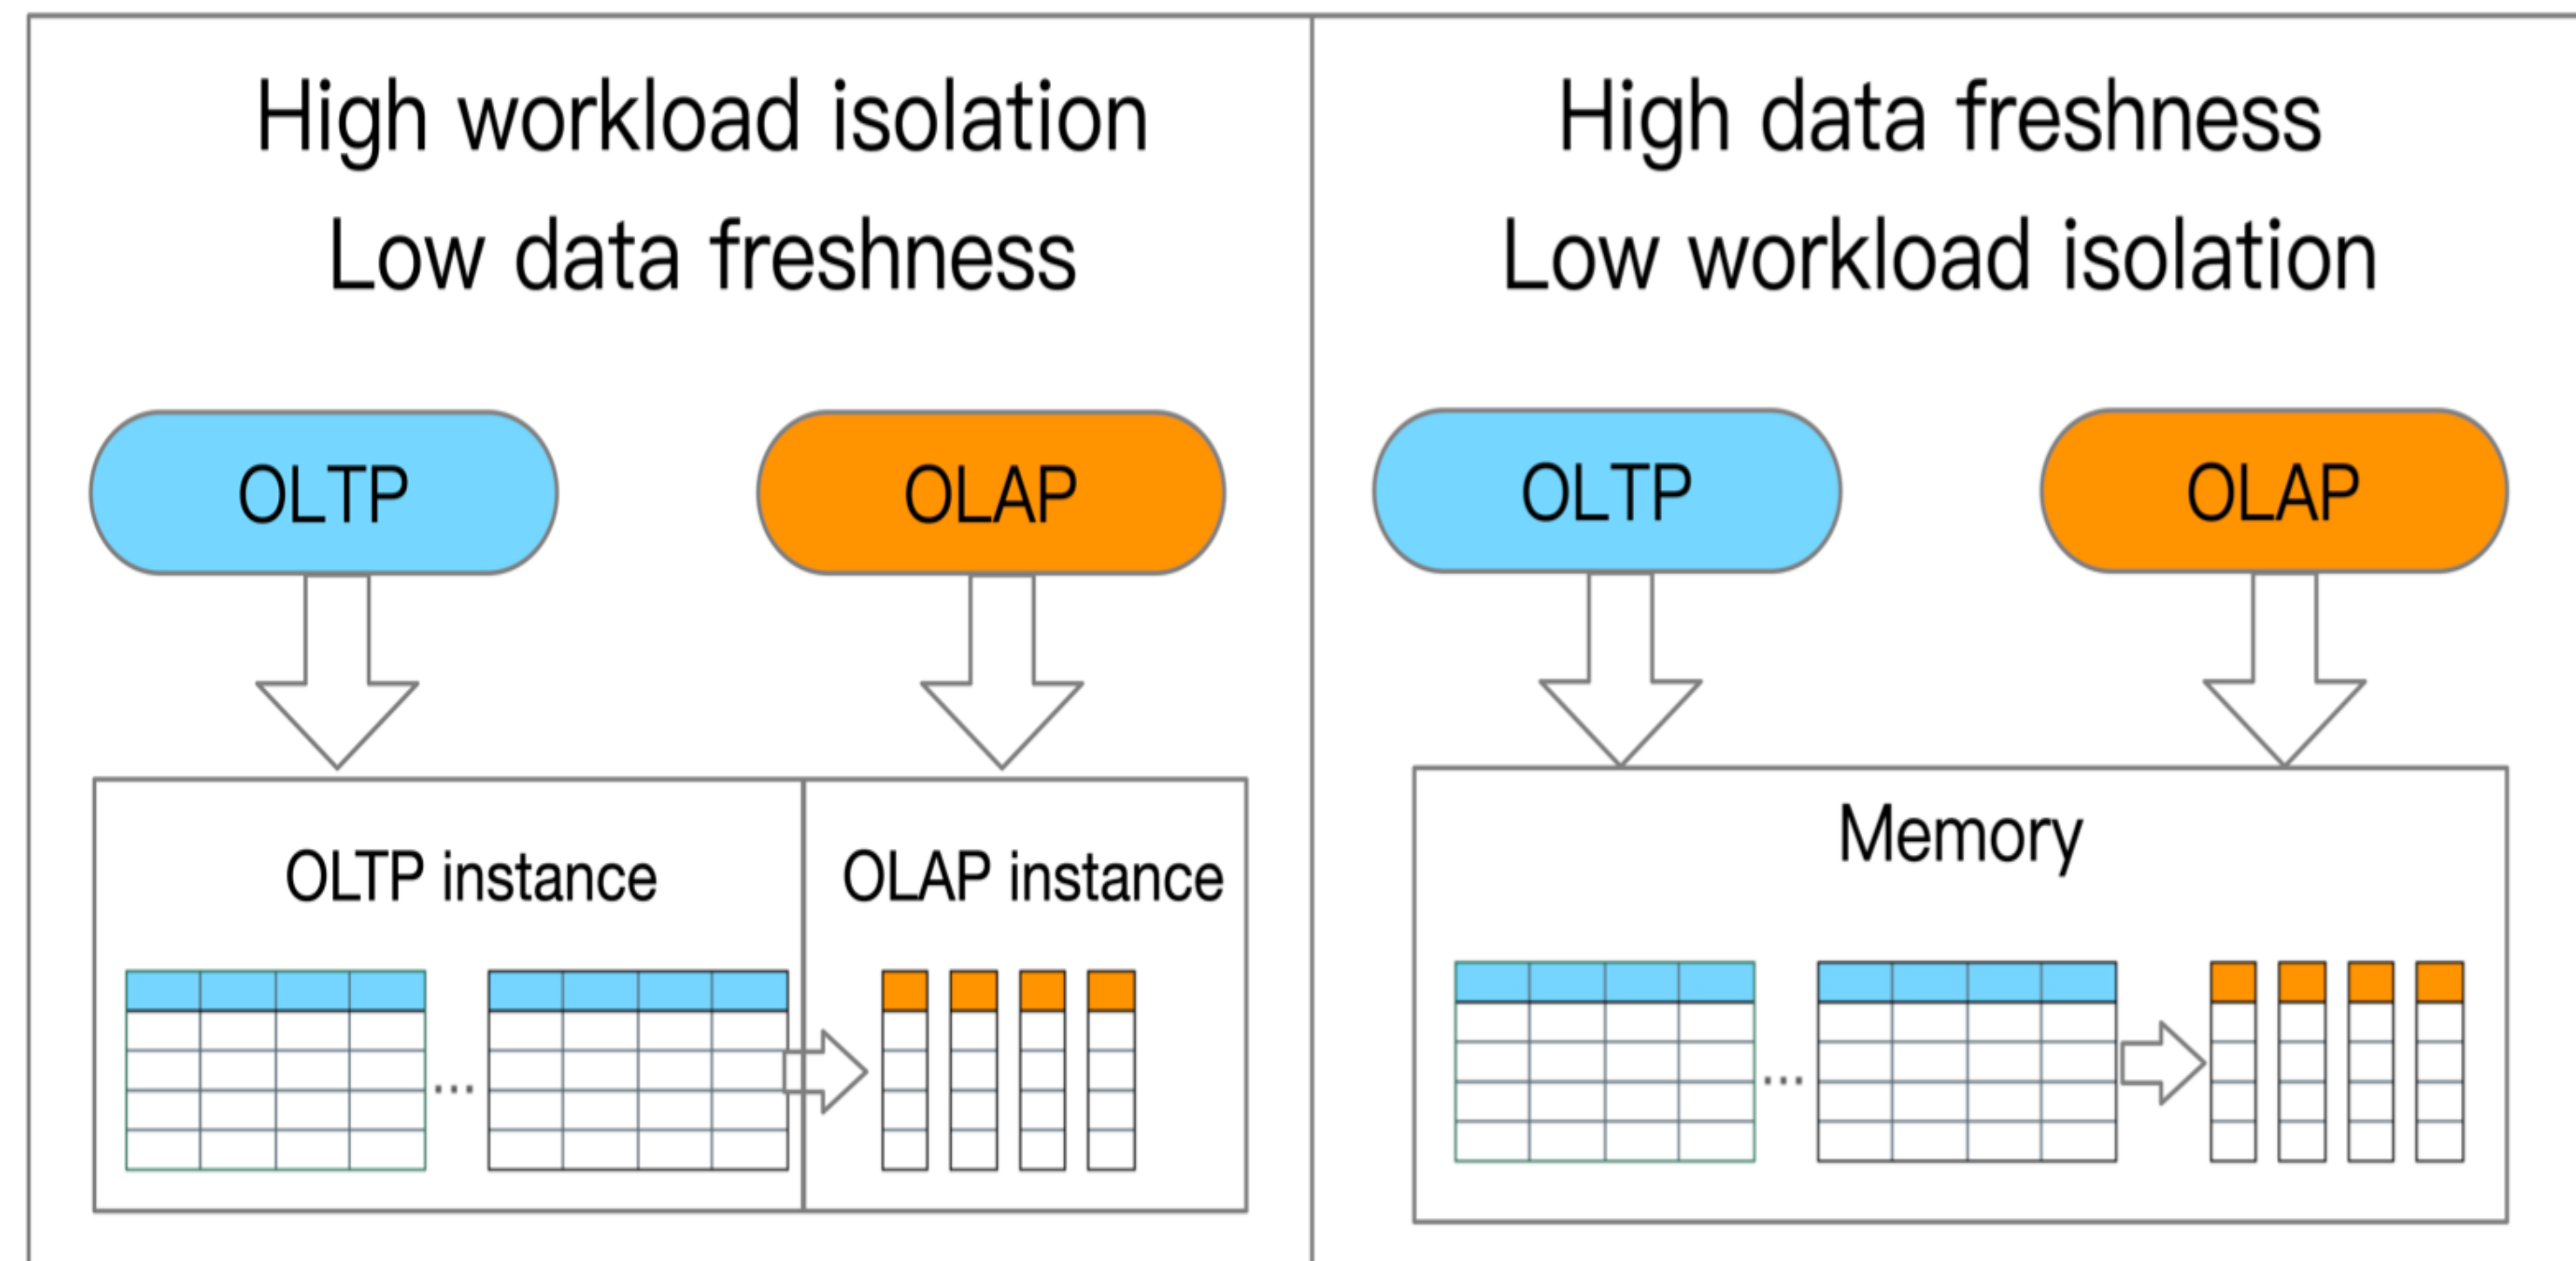 High workload isolation
Low data freshness
OLTP
OLAP
OLTP instance
OLAP instance
...
High data freshness
Low workload isolation
OLTP
OLAP
Memory
...